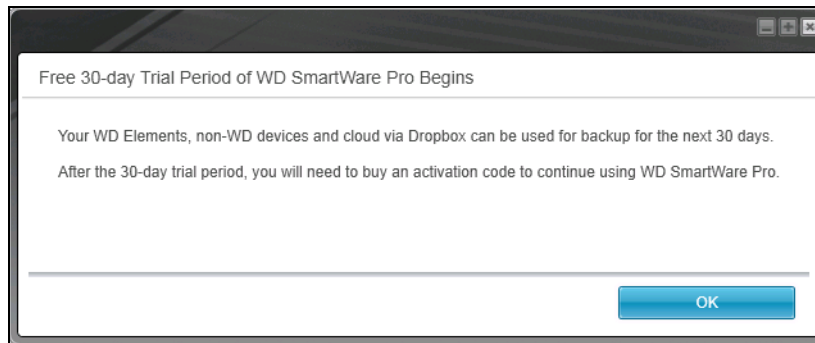 Free 30-day Trial Period of WD SmartWare Pro Begins
Your WD Elements, non-WD devices and cloud via Dropbox can be used for backup for the next 30 days.
After the 30-day trial period, you will need to buy an activation code to continue using WD SmartWare Pro.
OK